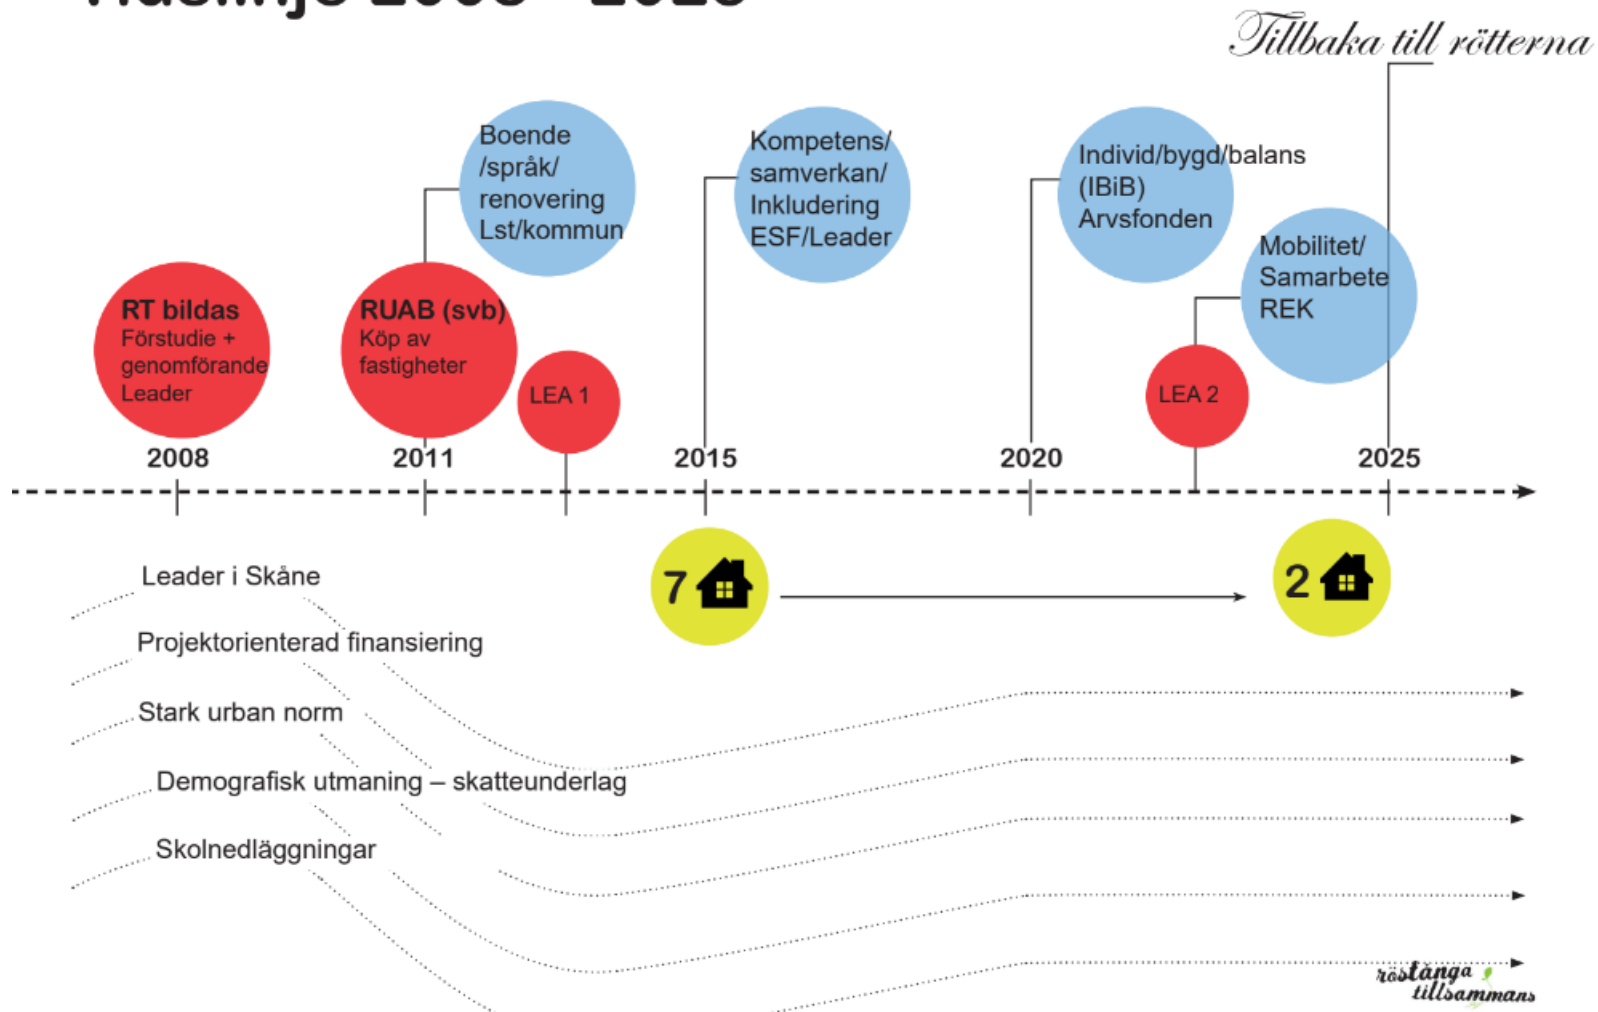 2008 - 2025
Tillbaka till rötterna
Boende
/språk/
renovering
Lst/kommun
Kompetens/
samverkan/
Inkludering
ESF/Leader
Individ/bygd/balans
(IBiB)
Arvsfonden
Mobilitet/
Samarbete
REK
RT bildas
Förstudie +
genomförande
Leader
RUAB (svb)
Köp av
fastigheter
LEA 1
LEA 2
2008
2011
2015
2020
2025
7
2
Leader i Skåne
Projektorienterad finansiering
Stark urban norm
Demografisk utmaning – skatteunderlag
Skolnedläggningar
röstånga
tillsammans